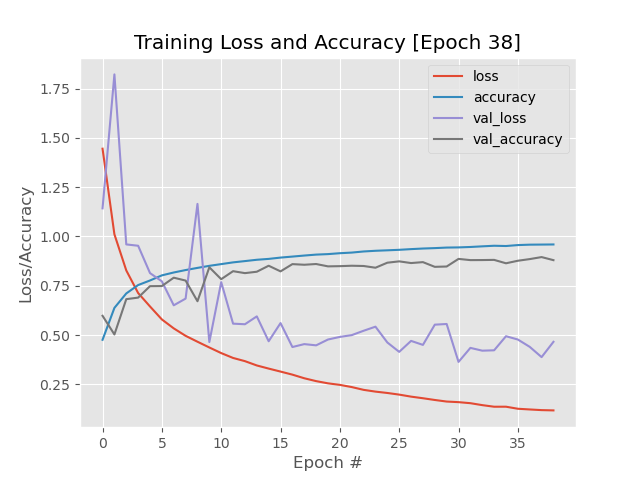 Training Loss and Accuracy [Epoch 38]
loss
accuracy
val_loss
val_accuracy
1.75
1.50
1.25
1.00
0.75
0.50
0.25
Loss/Accuracy
0 5 10 15 20 25 30 35
Epoch #